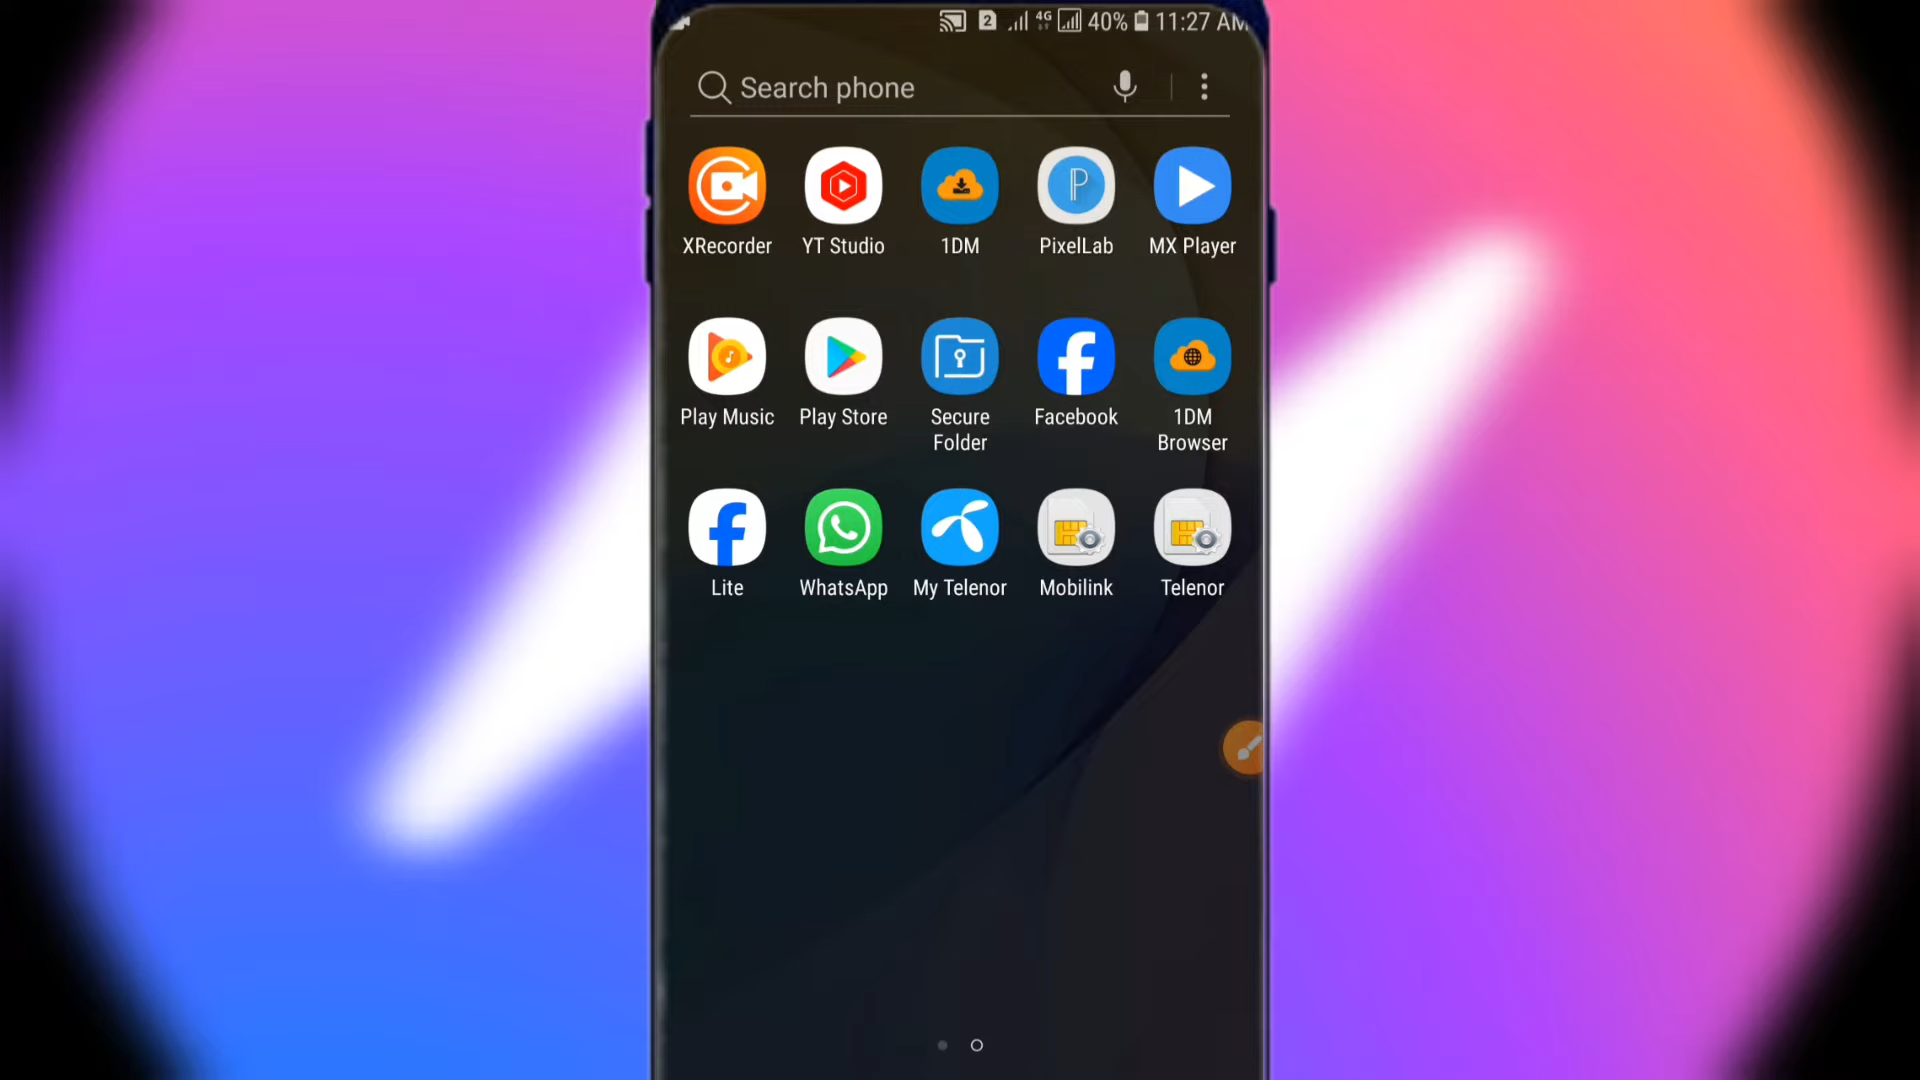 2 4G 40% 11:27 AM
Search phone
XRecorder YT Studio 1DM PixelLab MX Player
Play Music Play Store Secure Folder Facebook 1DM Browser
Lite WhatsApp My Telenor Mobilink Telenor